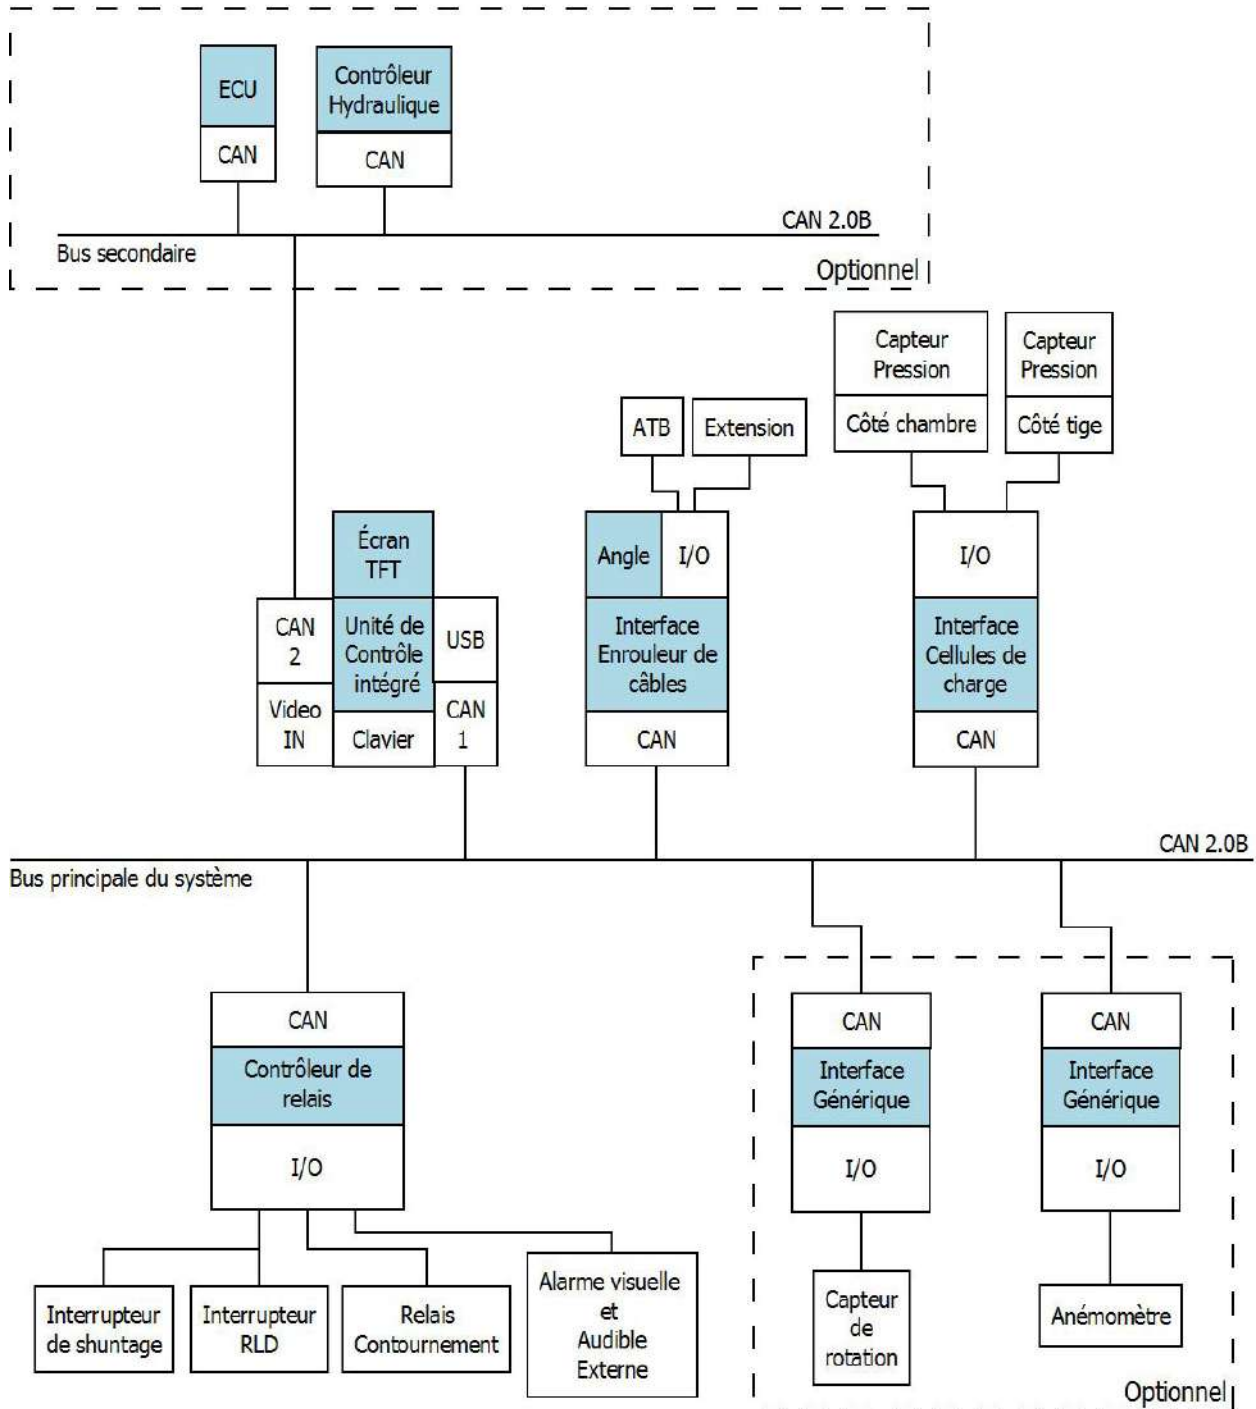 ECU
CAN
Contrôleur
Hydraulique
CAN
CAN 2.0B
Bus secondaire
Optionnel
Capteur
Pression
Côté chambre
Capteur
Pression
Côté tige
ATB
Extension
Écran
TFT
CAN
2
Unité de
Contrôle
intégré
USB
Video
IN
Clavier
CAN
1
Angle
I/O
Interface
Enrouleur de
câbles
CAN
I/O
Interface
Cellules de
charge
CAN
CAN 2.0B
Bus principale du système
CAN
Contrôleur de
relais
I/O
Interrupteur
de shuntage
Interrupteur
RLD
Relais
Contournement
Alarme visuelle
et
Audible
Externe
CAN
Interface
Générique
I/O
Capteur
de
rotation
CAN
Interface
Générique
I/O
Anémomètre
Optionnel